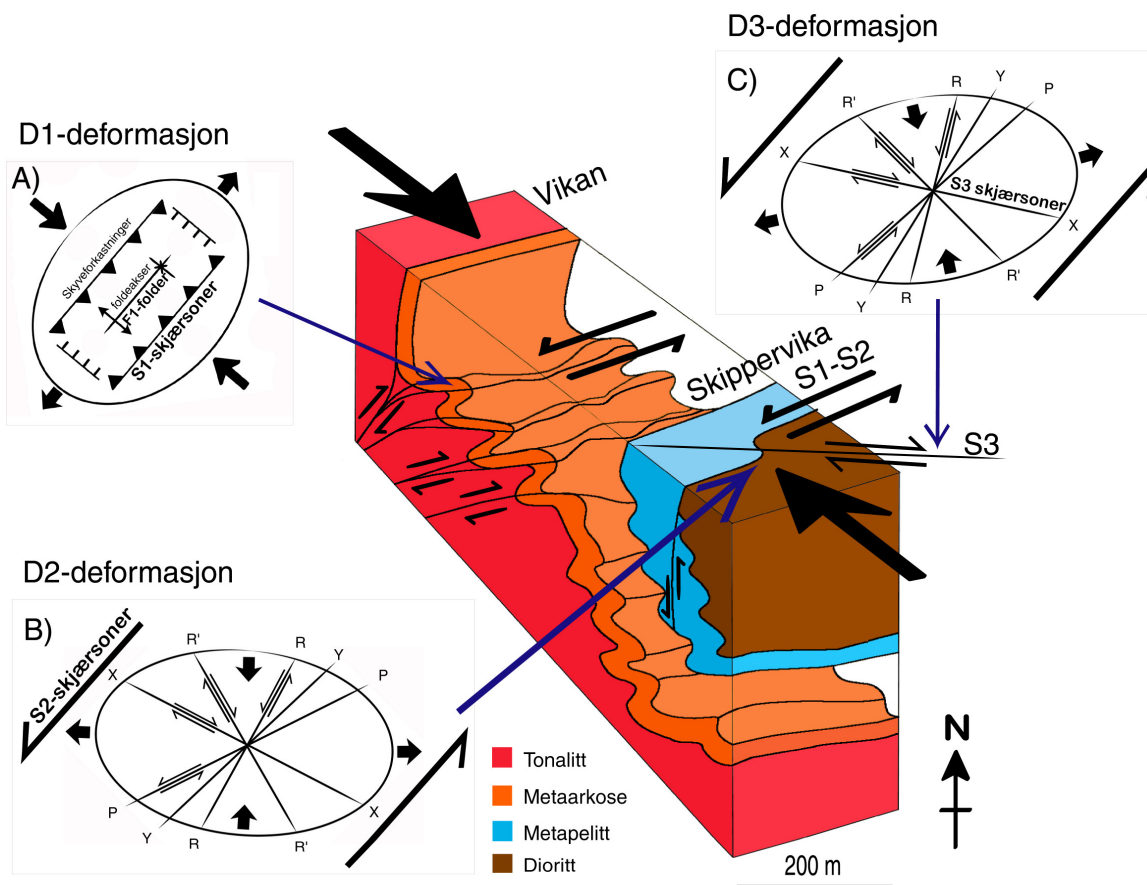 D3-deformasjon
C)
R'
R
Y
P
X
S3 skjærsoner
X
P
Y
R
R'
D1-deformasjon
A)
Skyveforkastninger
foldeakser
F1-folder
S1-skjærsoner
Vikan
Skippervika
S1-S2
S3
D2-deformasjon
B)
S2-skjærsoner
R'
R
Y
P
X
P
Y
R
R'
X
Tonalitt
Metaarkose
Metapelitt
Dioritt
N
200 m